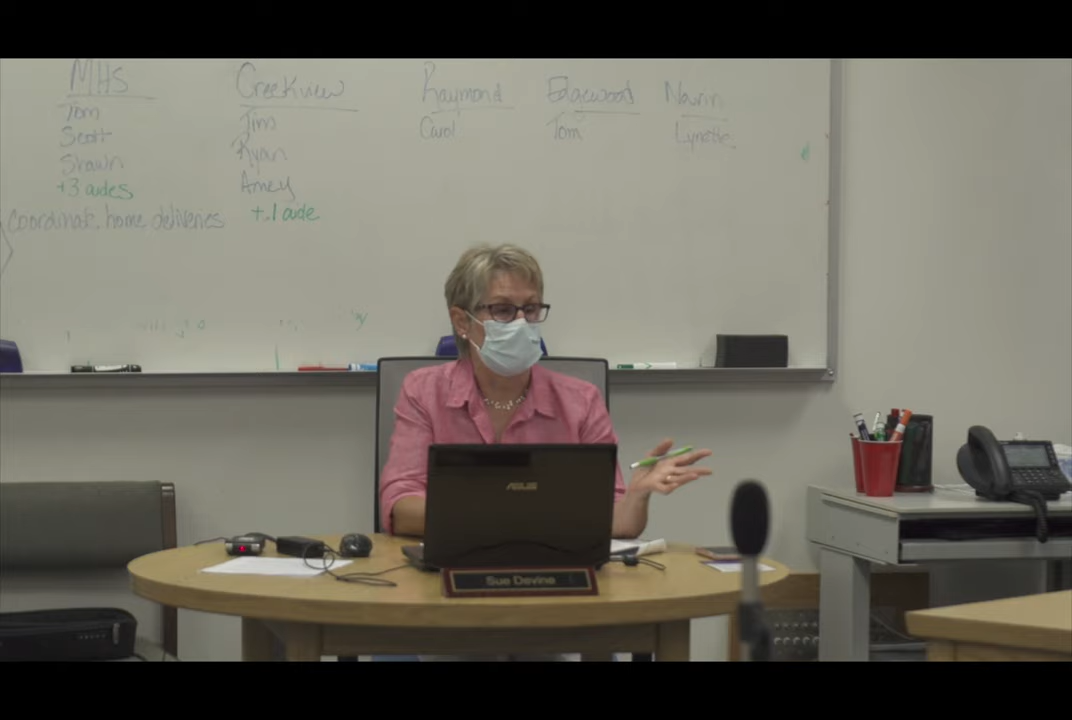 MHS
Tom
Scott
Shawn
+3 aides
coordinate home deliveries
Creekview
Jim
Ryan
Amey
+1 aide
Raymond
Carol
Edgewood
Tom
Navin
Lynette
ASUS
Sue Devine